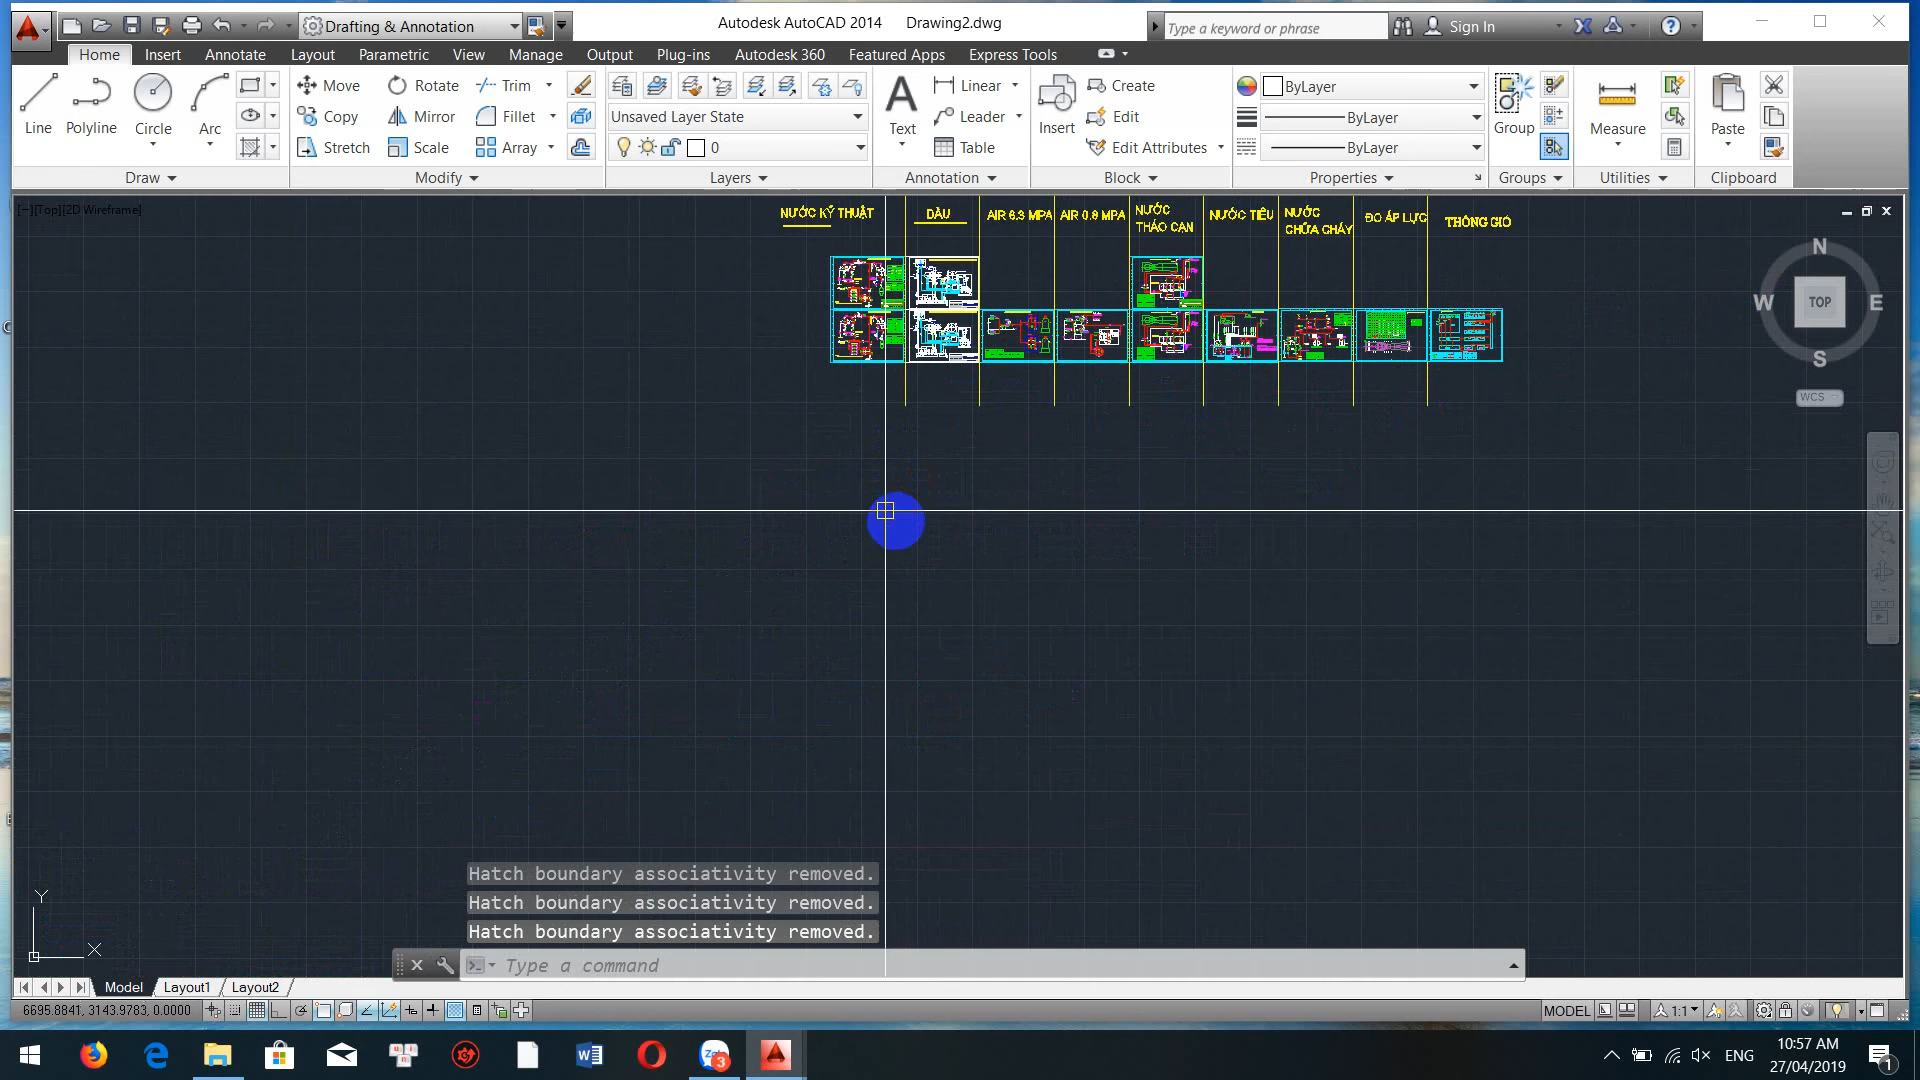 Autodesk AutoCAD 2014 Drawing2.dwg
Drafting & Annotation
Type a keyword or phrase
Sign In
Home Insert Annotate Layout Parametric View Manage Output Plug-ins Autodesk 360 Featured Apps Express Tools
Line Polyline Circle Arc
Move Rotate Trim
Copy Mirror Fillet
Stretch Scale Array
Unsaved Layer State
0
Text
Linear
Leader
Table
Insert
Create
Edit
Edit Attributes
ByLayer
ByLayer
ByLayer
Group
Measure
Paste
Draw Modify Layers Annotation Block Properties Groups Utilities Clipboard
[−][Top][2D Wireframe]
NƯỚC KỸ THUẬT
DẦU
AIR 6.3 MPA
AIR 0.8 MPA
NƯỚC
THÁO CẠN
NƯỚC TIÊU
NƯỚC
CHỮA CHÁY
ĐO ÁP LỰC
THÔNG GIÓ
N
W TOP E
S
WCS
Hatch boundary associativity removed.
Hatch boundary associativity removed.
Hatch boundary associativity removed.
Type a command
Y
X
Model Layout1 Layout2
6695.8841, 3143.9783, 0.0000
MODEL
1:1
Zalo
3
ENG
10:57 AM
27/04/2019
1